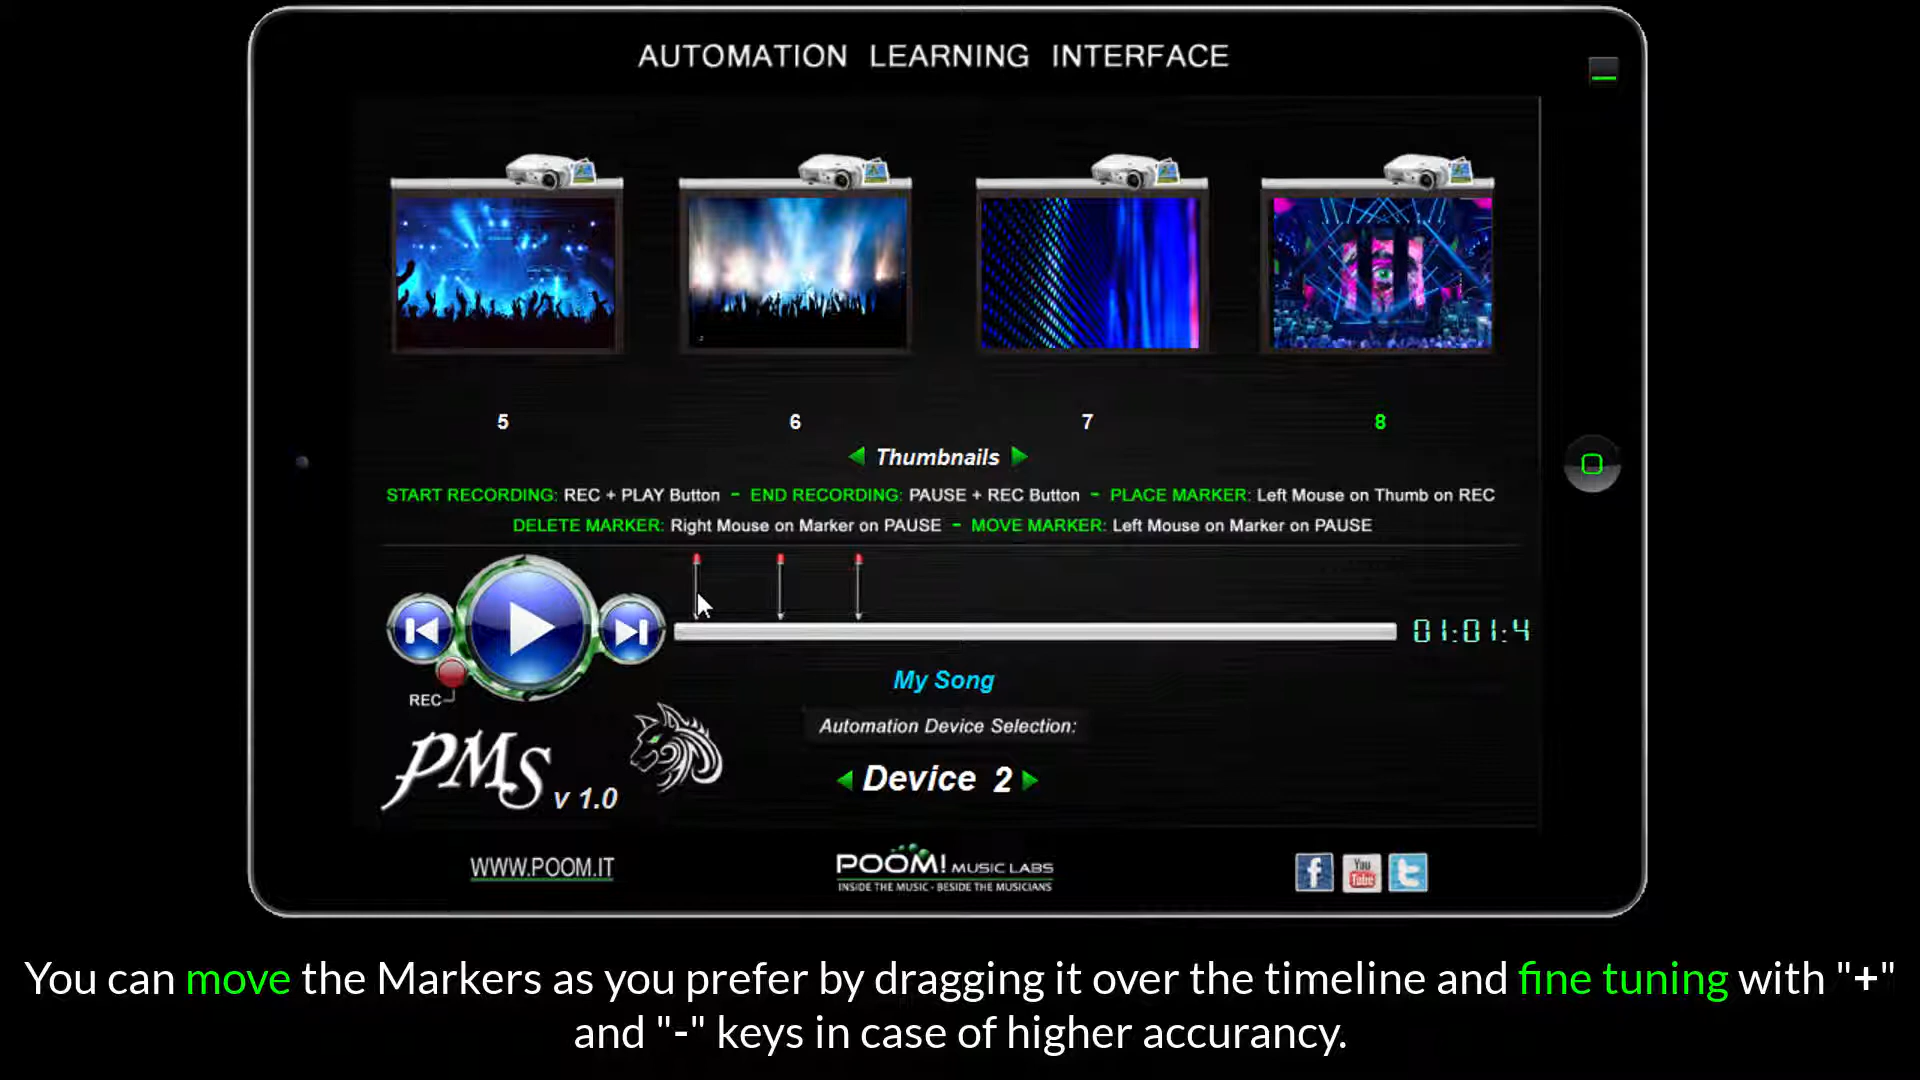 AUTOMATION LEARNING INTERFACE
5 6 7 8
Thumbnails
START RECORDING: REC + PLAY Button - END RECORDING: PAUSE + REC Button - PLACE MARKER: Left Mouse on Thumb on REC
DELETE MARKER: Right Mouse on Marker on PAUSE - MOVE MARKER: Left Mouse on Marker on PAUSE
01:01:4
REC
My Song
Automation Device Selection:
PMS v 1.0
Device 2
WWW.POOM.IT
POOM! MUSIC LABS
INSIDE THE MUSIC - BESIDE THE MUSICIANS
f
You Tube
t
You can move the Markers as you prefer by dragging it over the timeline and fine tuning with "+"
and "-" keys in case of higher accurancy.